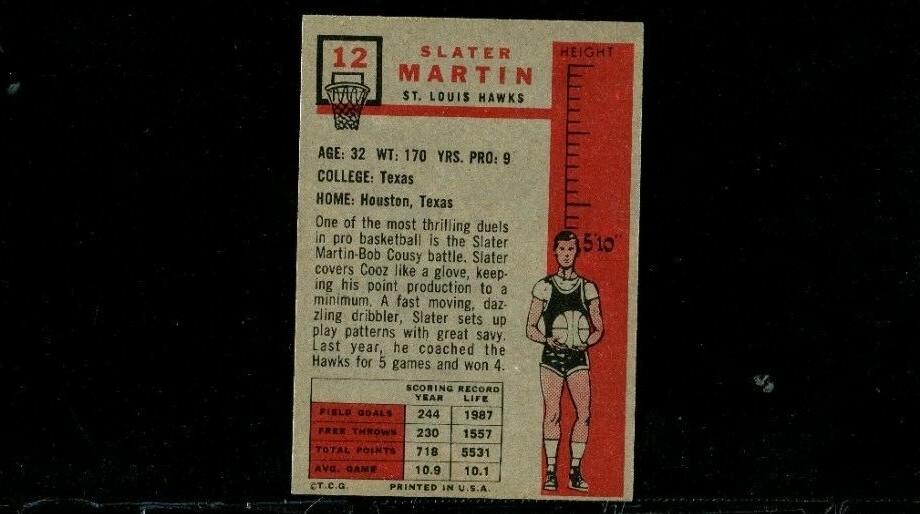 12
SLATER
MARTIN
ST. LOUIS HAWKS
HEIGHT
5'10"
AGE: 32 WT: 170 YRS. PRO: 9
COLLEGE: Texas
HOME: Houston, Texas
One of the most thrilling duels
in pro basketball is the Slater
Martin-Bob Cousy battle. Slater
covers Cooz like a glove, keep-
ing his point production to a
minimum. A fast moving, daz-
zling dribbler, Slater sets up
play patterns with great savy.
Last year, he coached the
Hawks for 5 games and won 4.
SCORING RECORD
YEAR LIFE
FIELD GOALS 244 1987
FREE THROWS 230 1557
TOTAL POINTS 718 5531
AVG. GAME 10.9 10.1
©T.C.G. PRINTED IN U.S.A.